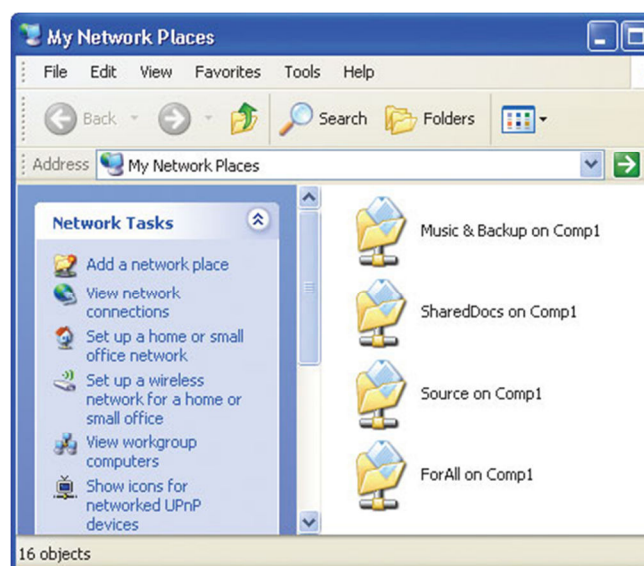 My Network Places
File Edit View Favorites Tools Help
Back Search Folders
Address My Network Places
Network Tasks
Add a network place
View network
connections
Set up a home or small
office network
Set up a wireless
network for a home or
small office
View workgroup
computers
Show icons for
networked UPnP
devices
Music & Backup on Comp1
SharedDocs on Comp1
Source on Comp1
ForAll on Comp1
16 objects